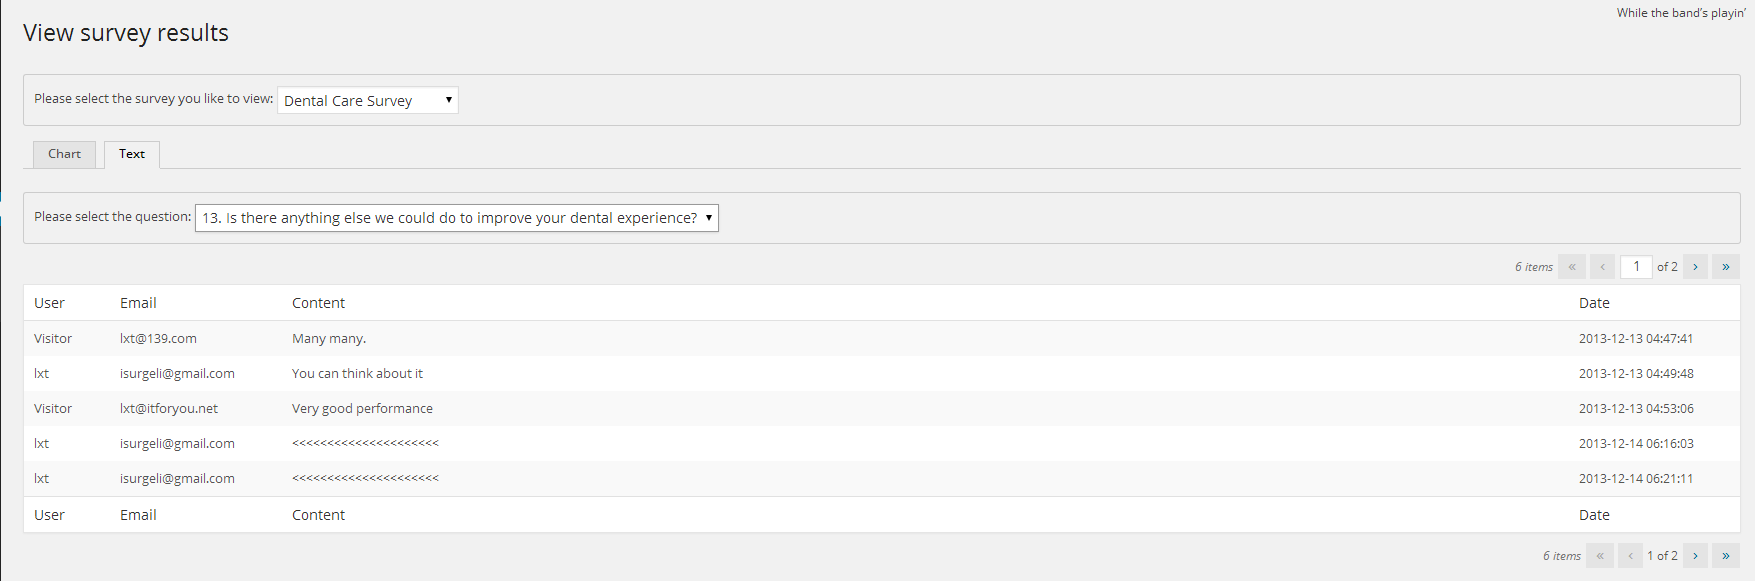 While the band's playin'
View survey results
Please select the survey you like to view: Dental Care Survey
Chart Text
Please select the question: 13. Is there anything else we could do to improve your dental experience?
6 items « ‹ 1 of 2 › »
User Email Content Date
Visitor lxt@139.com Many many. 2013-12-13 04:47:41
lxt isurgeli@gmail.com You can think about it 2013-12-13 04:49:48
Visitor lxt@itforyou.net Very good performance 2013-12-13 04:53:06
lxt isurgeli@gmail.com <<<<<<<<<<<<<<<<<<<<< 2013-12-14 06:16:03
lxt isurgeli@gmail.com <<<<<<<<<<<<<<<<<<<<< 2013-12-14 06:21:11
User Email Content Date
6 items « ‹ 1 of 2 › »